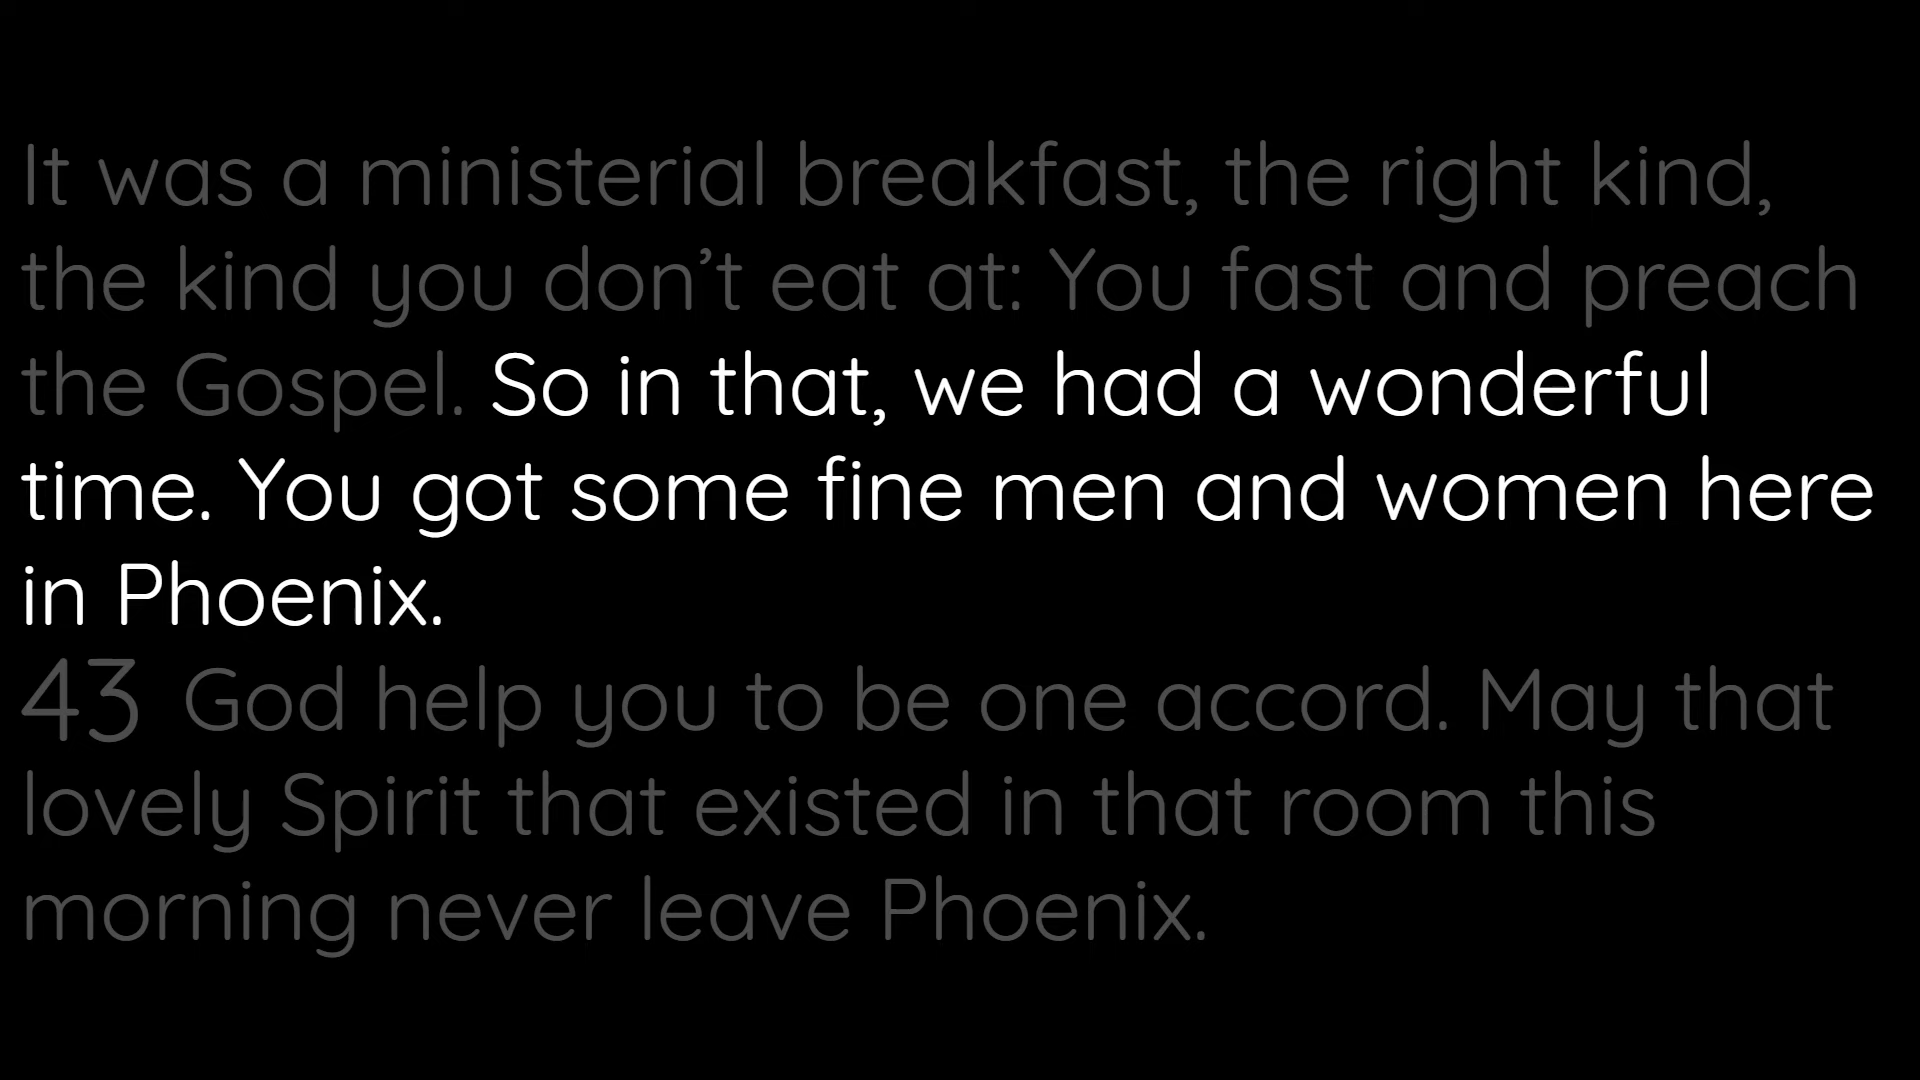 It was a ministerial breakfast, the right kind,
the kind you don’t eat at: You fast and preach
the Gospel. So in that, we had a wonderful
time. You got some fine men and women here
in Phoenix.
43 God help you to be one accord. May that
lovely Spirit that existed in that room this
morning never leave Phoenix.